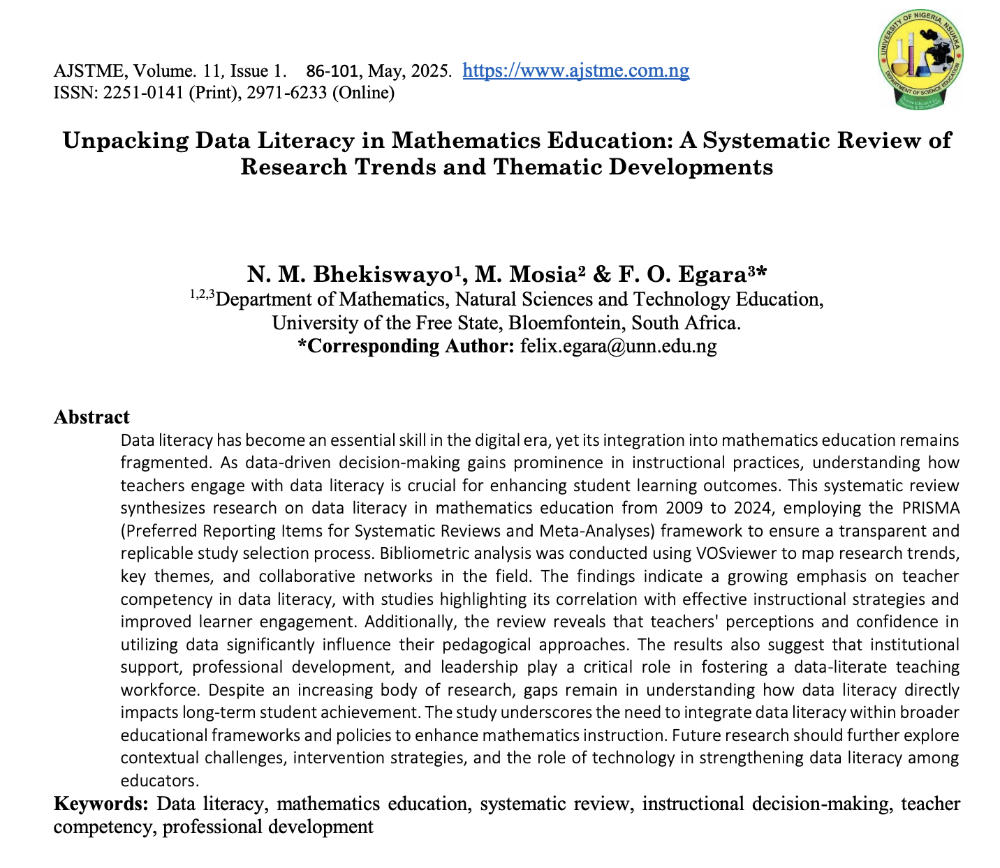 AJSTME, Volume. 11, Issue 1. 86-101, May, 2025. https://www.ajstme.com.ng
ISSN: 2251-0141 (Print), 2971-6233 (Online)
UNIVERSITY OF NIGERIA, NSUKKA
DEPARTMENT OF SCIENCE EDUCATION
Science Education for
& Development
Unpacking Data Literacy in Mathematics Education: A Systematic Review of
Research Trends and Thematic Developments
N. M. Bhekiswayo¹, M. Mosia² & F. O. Egara³*
¹,²,³Department of Mathematics, Natural Sciences and Technology Education,
University of the Free State, Bloemfontein, South Africa.
*Corresponding Author: felix.egara@unn.edu.ng
Abstract
Data literacy has become an essential skill in the digital era, yet its integration into mathematics education remains
fragmented. As data-driven decision-making gains prominence in instructional practices, understanding how
teachers engage with data literacy is crucial for enhancing student learning outcomes. This systematic review
synthesizes research on data literacy in mathematics education from 2009 to 2024, employing the PRISMA
(Preferred Reporting Items for Systematic Reviews and Meta-Analyses) framework to ensure a transparent and
replicable study selection process. Bibliometric analysis was conducted using VOSviewer to map research trends,
key themes, and collaborative networks in the field. The findings indicate a growing emphasis on teacher
competency in data literacy, with studies highlighting its correlation with effective instructional strategies and
improved learner engagement. Additionally, the review reveals that teachers' perceptions and confidence in
utilizing data significantly influence their pedagogical approaches. The results also suggest that institutional
support, professional development, and leadership play a critical role in fostering a data-literate teaching
workforce. Despite an increasing body of research, gaps remain in understanding how data literacy directly
impacts long-term student achievement. The study underscores the need to integrate data literacy within broader
educational frameworks and policies to enhance mathematics instruction. Future research should further explore
contextual challenges, intervention strategies, and the role of technology in strengthening data literacy among
educators.
Keywords: Data literacy, mathematics education, systematic review, instructional decision-making, teacher
competency, professional development